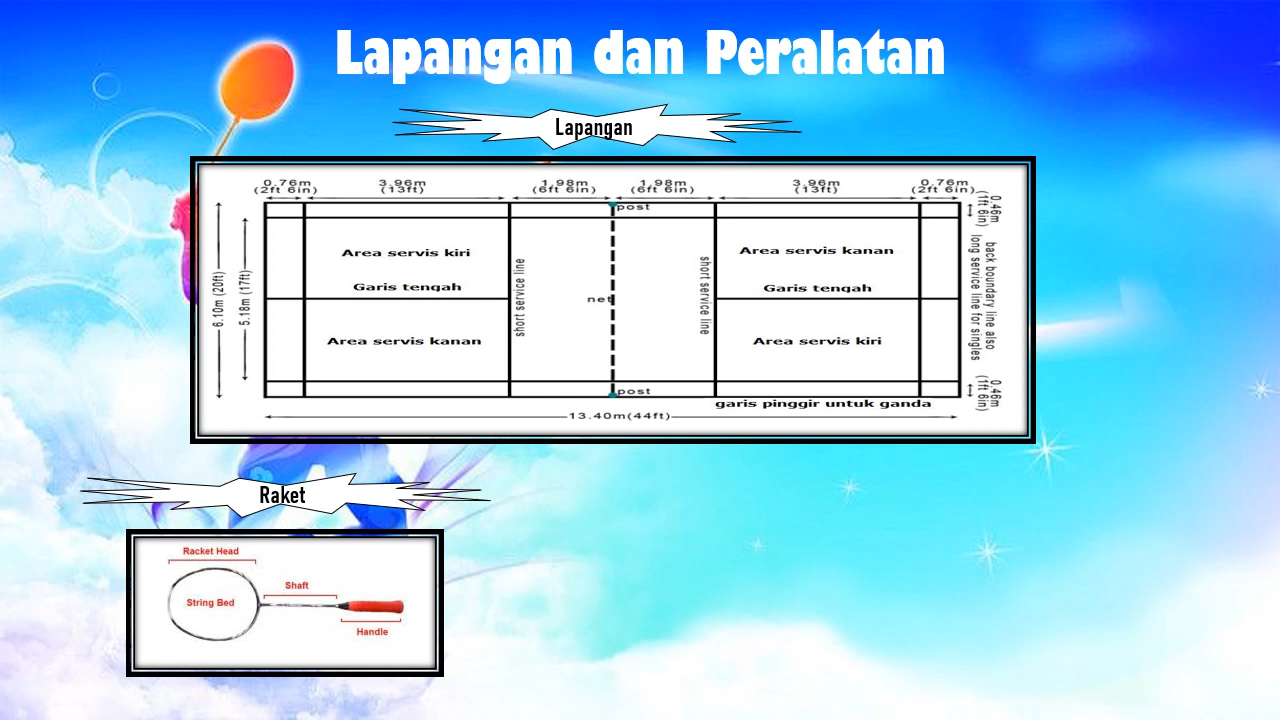 Lapangan dan Peralatan
Lapangan
0.76m
(2ft 6in)
3.96m
(13ft)
1.98m
(6ft 6in)
1.98m
(6ft 6in)
3.96m
(13ft)
0.76m
(2ft 6in)
0.46m
(1ft 6in)
post
Area servis kiri
Area servis kanan
Garis tengah
Garis tengah
6.10m (20ft)
5.18m (17ft)
short service line
net
short service line
back boundary line also
long service line for singles
Area servis kanan
Area servis kiri
post
0.46m
(1ft 6in)
garis pinggir untuk ganda
13.40m(44ft)
Raket
Racket Head
Shaft
String Bed
Handle